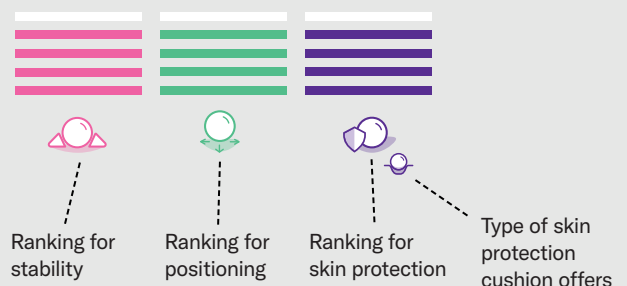 Ranking for
stability
Ranking for
positioning
Ranking for
skin protection
Type of skin
protection
cushion offers